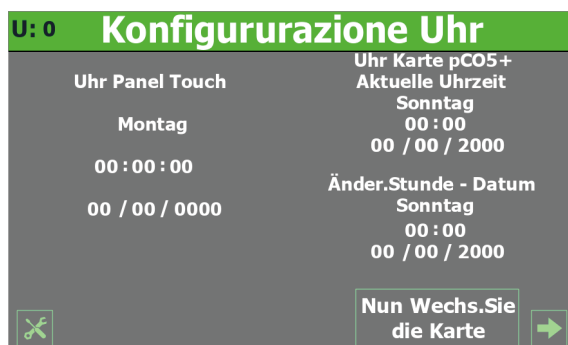 U: 0
Konfigururazione Uhr
Uhr Panel Touch
Montag
00:00:00
00 / 00 / 0000
Uhr Karte pCO5+
Aktuelle Uhrzeit
Sonntag
00:00
00 / 00 / 2000
Änder.Stunde - Datum
Sonntag
00:00
00 / 00 / 2000
Nun Wechs.Sie
die Karte